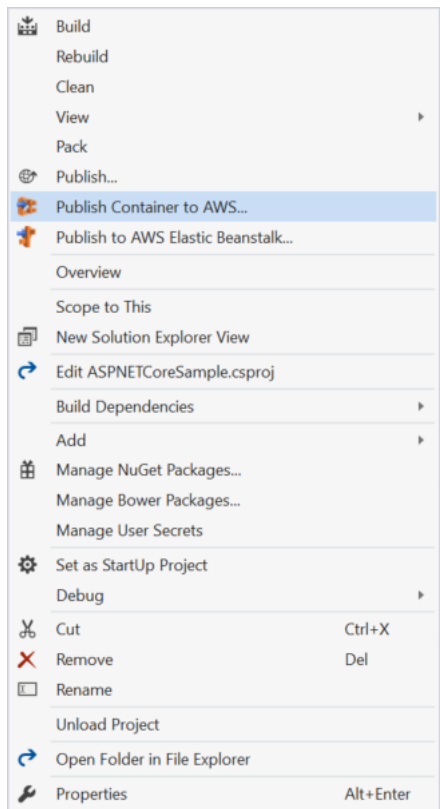 Build
Rebuild
Clean
View
Pack
Publish...
Publish Container to AWS...
Publish to AWS Elastic Beanstalk...
Overview
Scope to This
New Solution Explorer View
Edit ASPNETCoreSample.csproj
Build Dependencies
Add
Manage NuGet Packages...
Manage Bower Packages...
Manage User Secrets
Set as StartUp Project
Debug
Cut Ctrl+X
Remove Del
Rename
Unload Project
Open Folder in File Explorer
Properties Alt+Enter